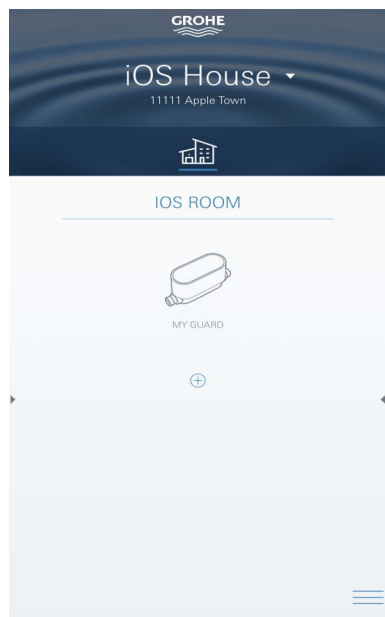 GROHE
iOS House
11111 Apple Town
IOS ROOM
MY GUARD